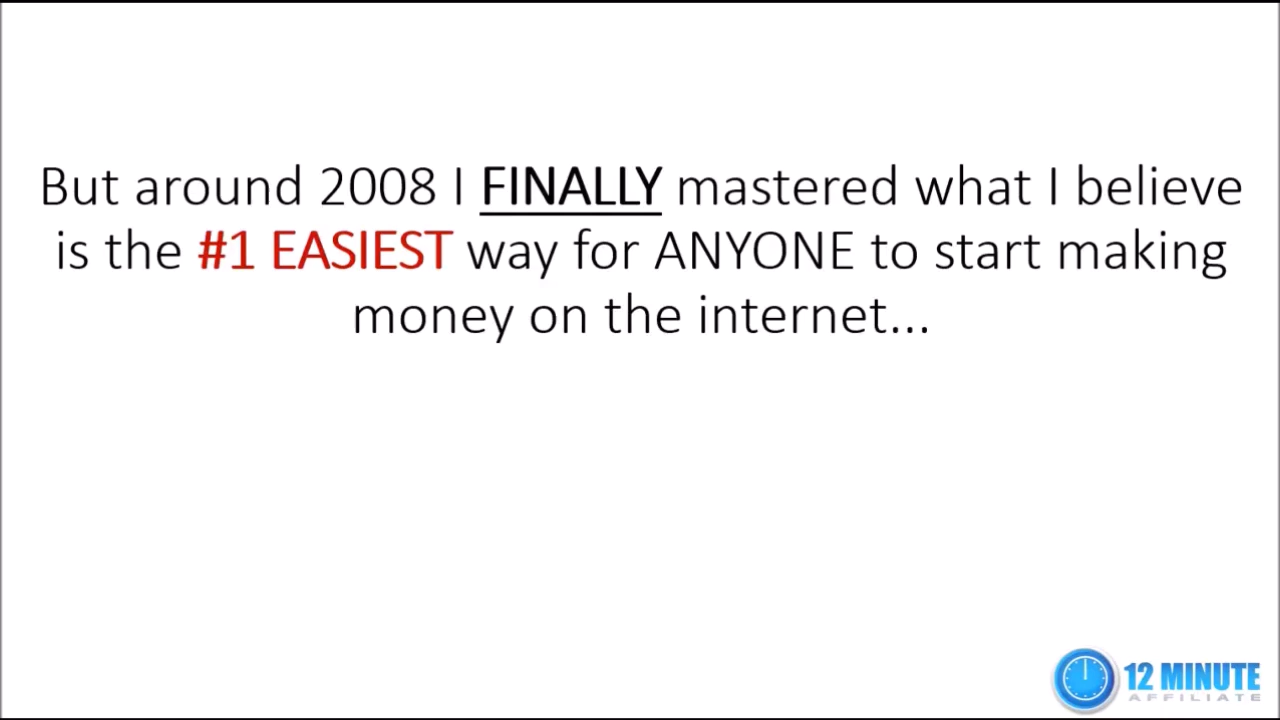 But around 2008 I FINALLY mastered what I believe
is the #1 EASIEST way for ANYONE to start making
money on the internet...
12 MINUTE
AFFILIATE